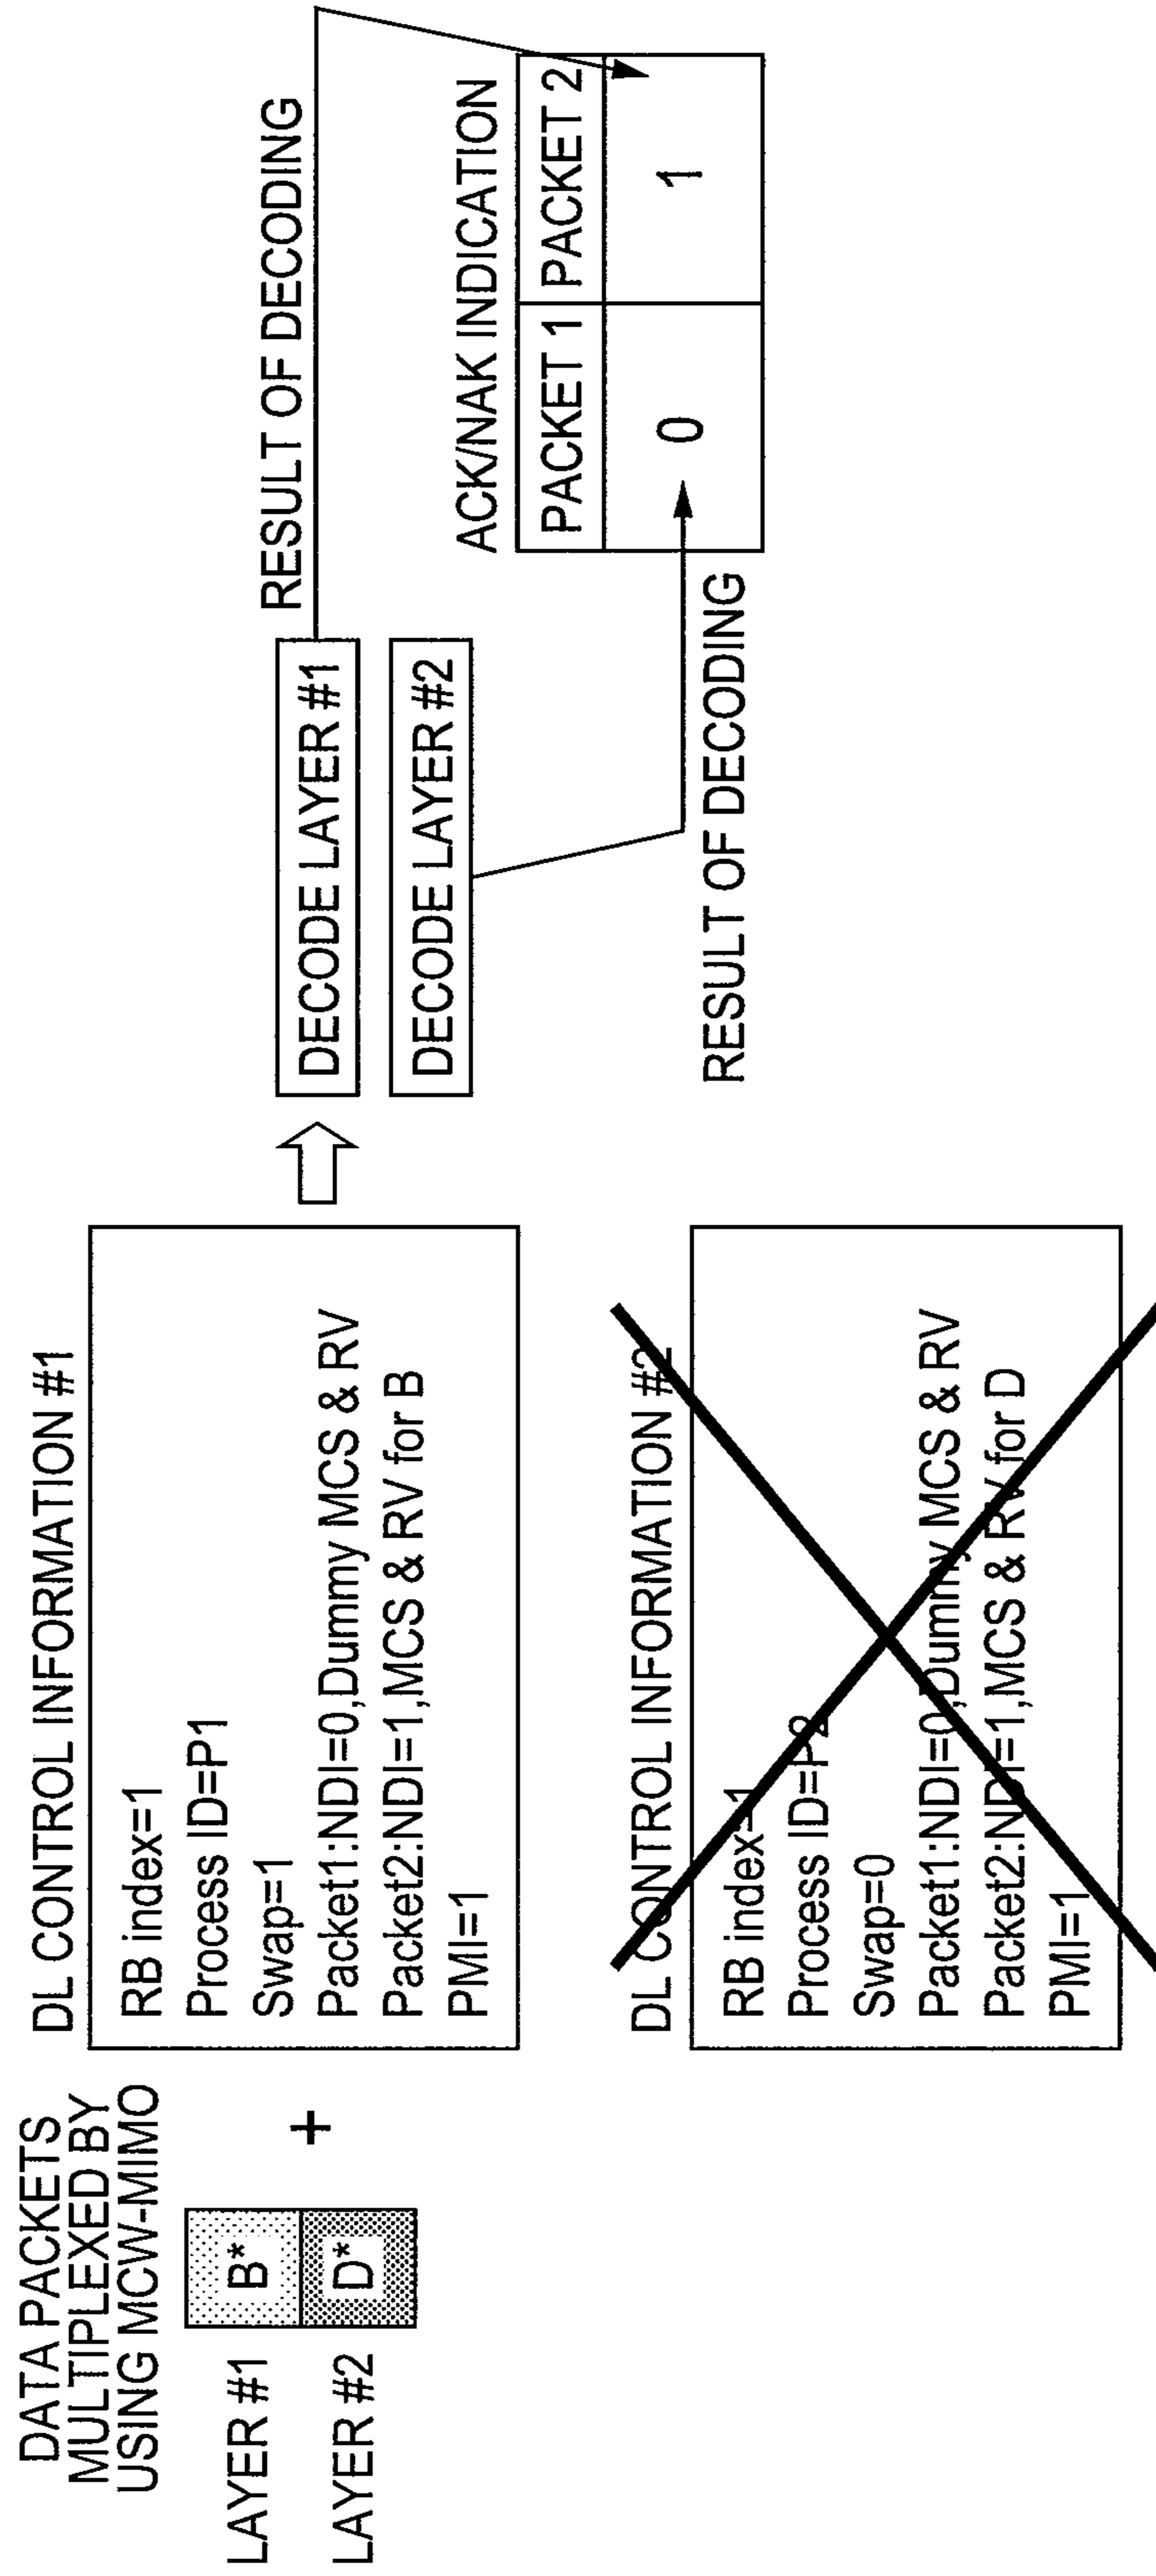 DATA PACKETS
MULTIPLEXED BY
USING MCW-MIMO
LAYER #1
B*
LAYER #2
D*
+
DL CONTROL INFORMATION #1
RB index=1
Process ID=P1
Swap=1
Packet1:NDI=0,Dummy MCS & RV
Packet2:NDI=1,MCS & RV for B
PMI=1
DL CONTROL INFORMATION #2
RB index=1
Process ID=P2
Swap=0
Packet1:NDI=0,Dummy MCS & RV
Packet2:NDI=1,MCS & RV for D
PMI=1
DECODE LAYER #1
DECODE LAYER #2
RESULT OF DECODING
RESULT OF DECODING
ACK/NAK INDICATION
PACKET 1 PACKET 2
0 1